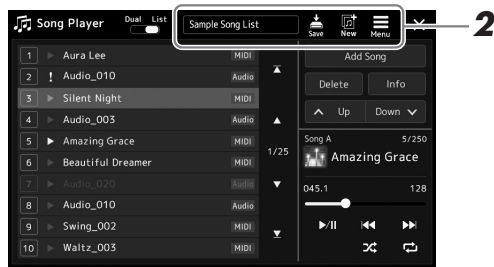 Song Player
Dual List
Sample Song List
Save
New
Menu
2
1 Aura Lee MIDI
2 ! Audio_010 Audio
3 Silent Night MIDI
4 Audio_003 Audio
5 Amazing Grace MIDI
6 Beautiful Dreamer MIDI
7 Audio_020 Audio
8 Audio_010 Audio
9 Swing_002 MIDI
10 Waltz_003 MIDI
1/25
Add Song
Delete Info
Up Down
Song A 5/250
Amazing Grace
045.1 128